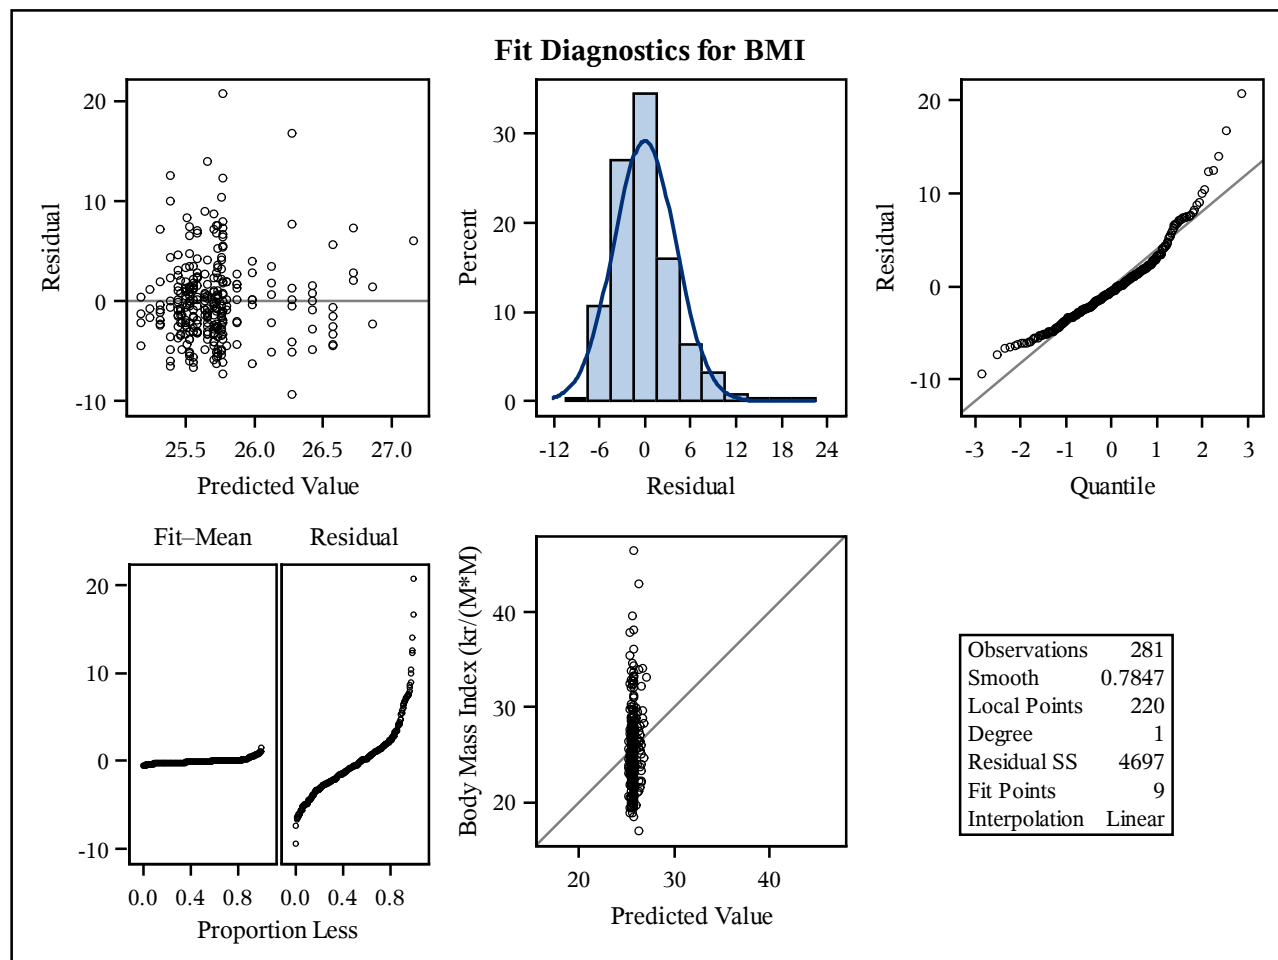 Fit Diagnostics for BMI
Residual
20
10
0
-10
25.5 26.0 26.5 27.0
Predicted Value
Percent
30
20
10
0
-12 -6 0 6 12 18 24
Residual
Residual
20
10
0
-10
-3 -2 -1 0 1 2 3
Quantile
Fit–Mean Residual
20
10
0
-10
0.0 0.4 0.8 0.0 0.4 0.8
Proportion Less
Body Mass Index (kr/(M*M)
40
30
20
20 30 40
Predicted Value
Observations 281
Smooth 0.7847
Local Points 220
Degree 1
Residual SS 4697
Fit Points 9
Interpolation Linear